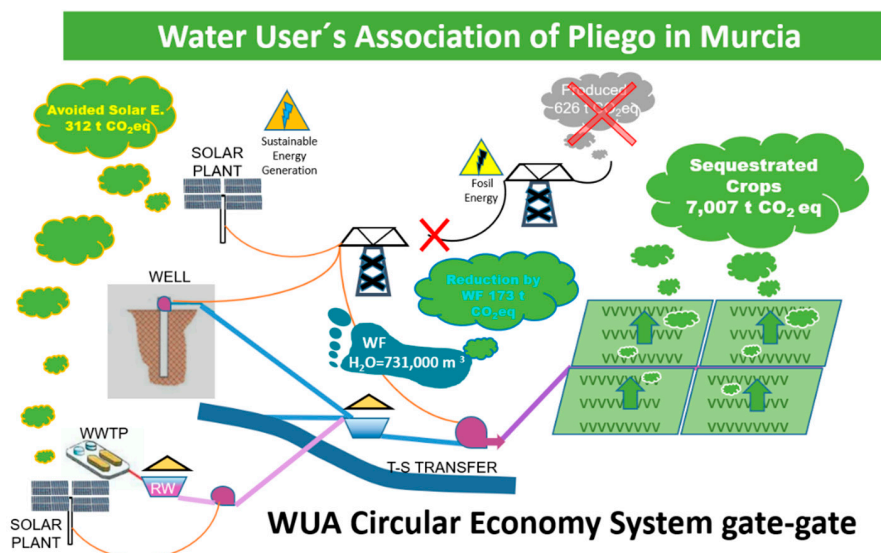 Water User´s Association of Pliego in Murcia
Avoided Solar E.
312 t CO₂eq
Sustainable
Energy
Generation
Produced
626 t CO₂eq
SOLAR
PLANT
Fosil
Energy
Sequestrated
Crops
7,007 t CO₂ eq
WELL
Reduction by
WF 173 t
CO₂eq
WF
H₂O=731,000 m³
WWTP
RW
T-S TRANSFER
SOLAR
PLANT
WUA Circular Economy System gate-gate